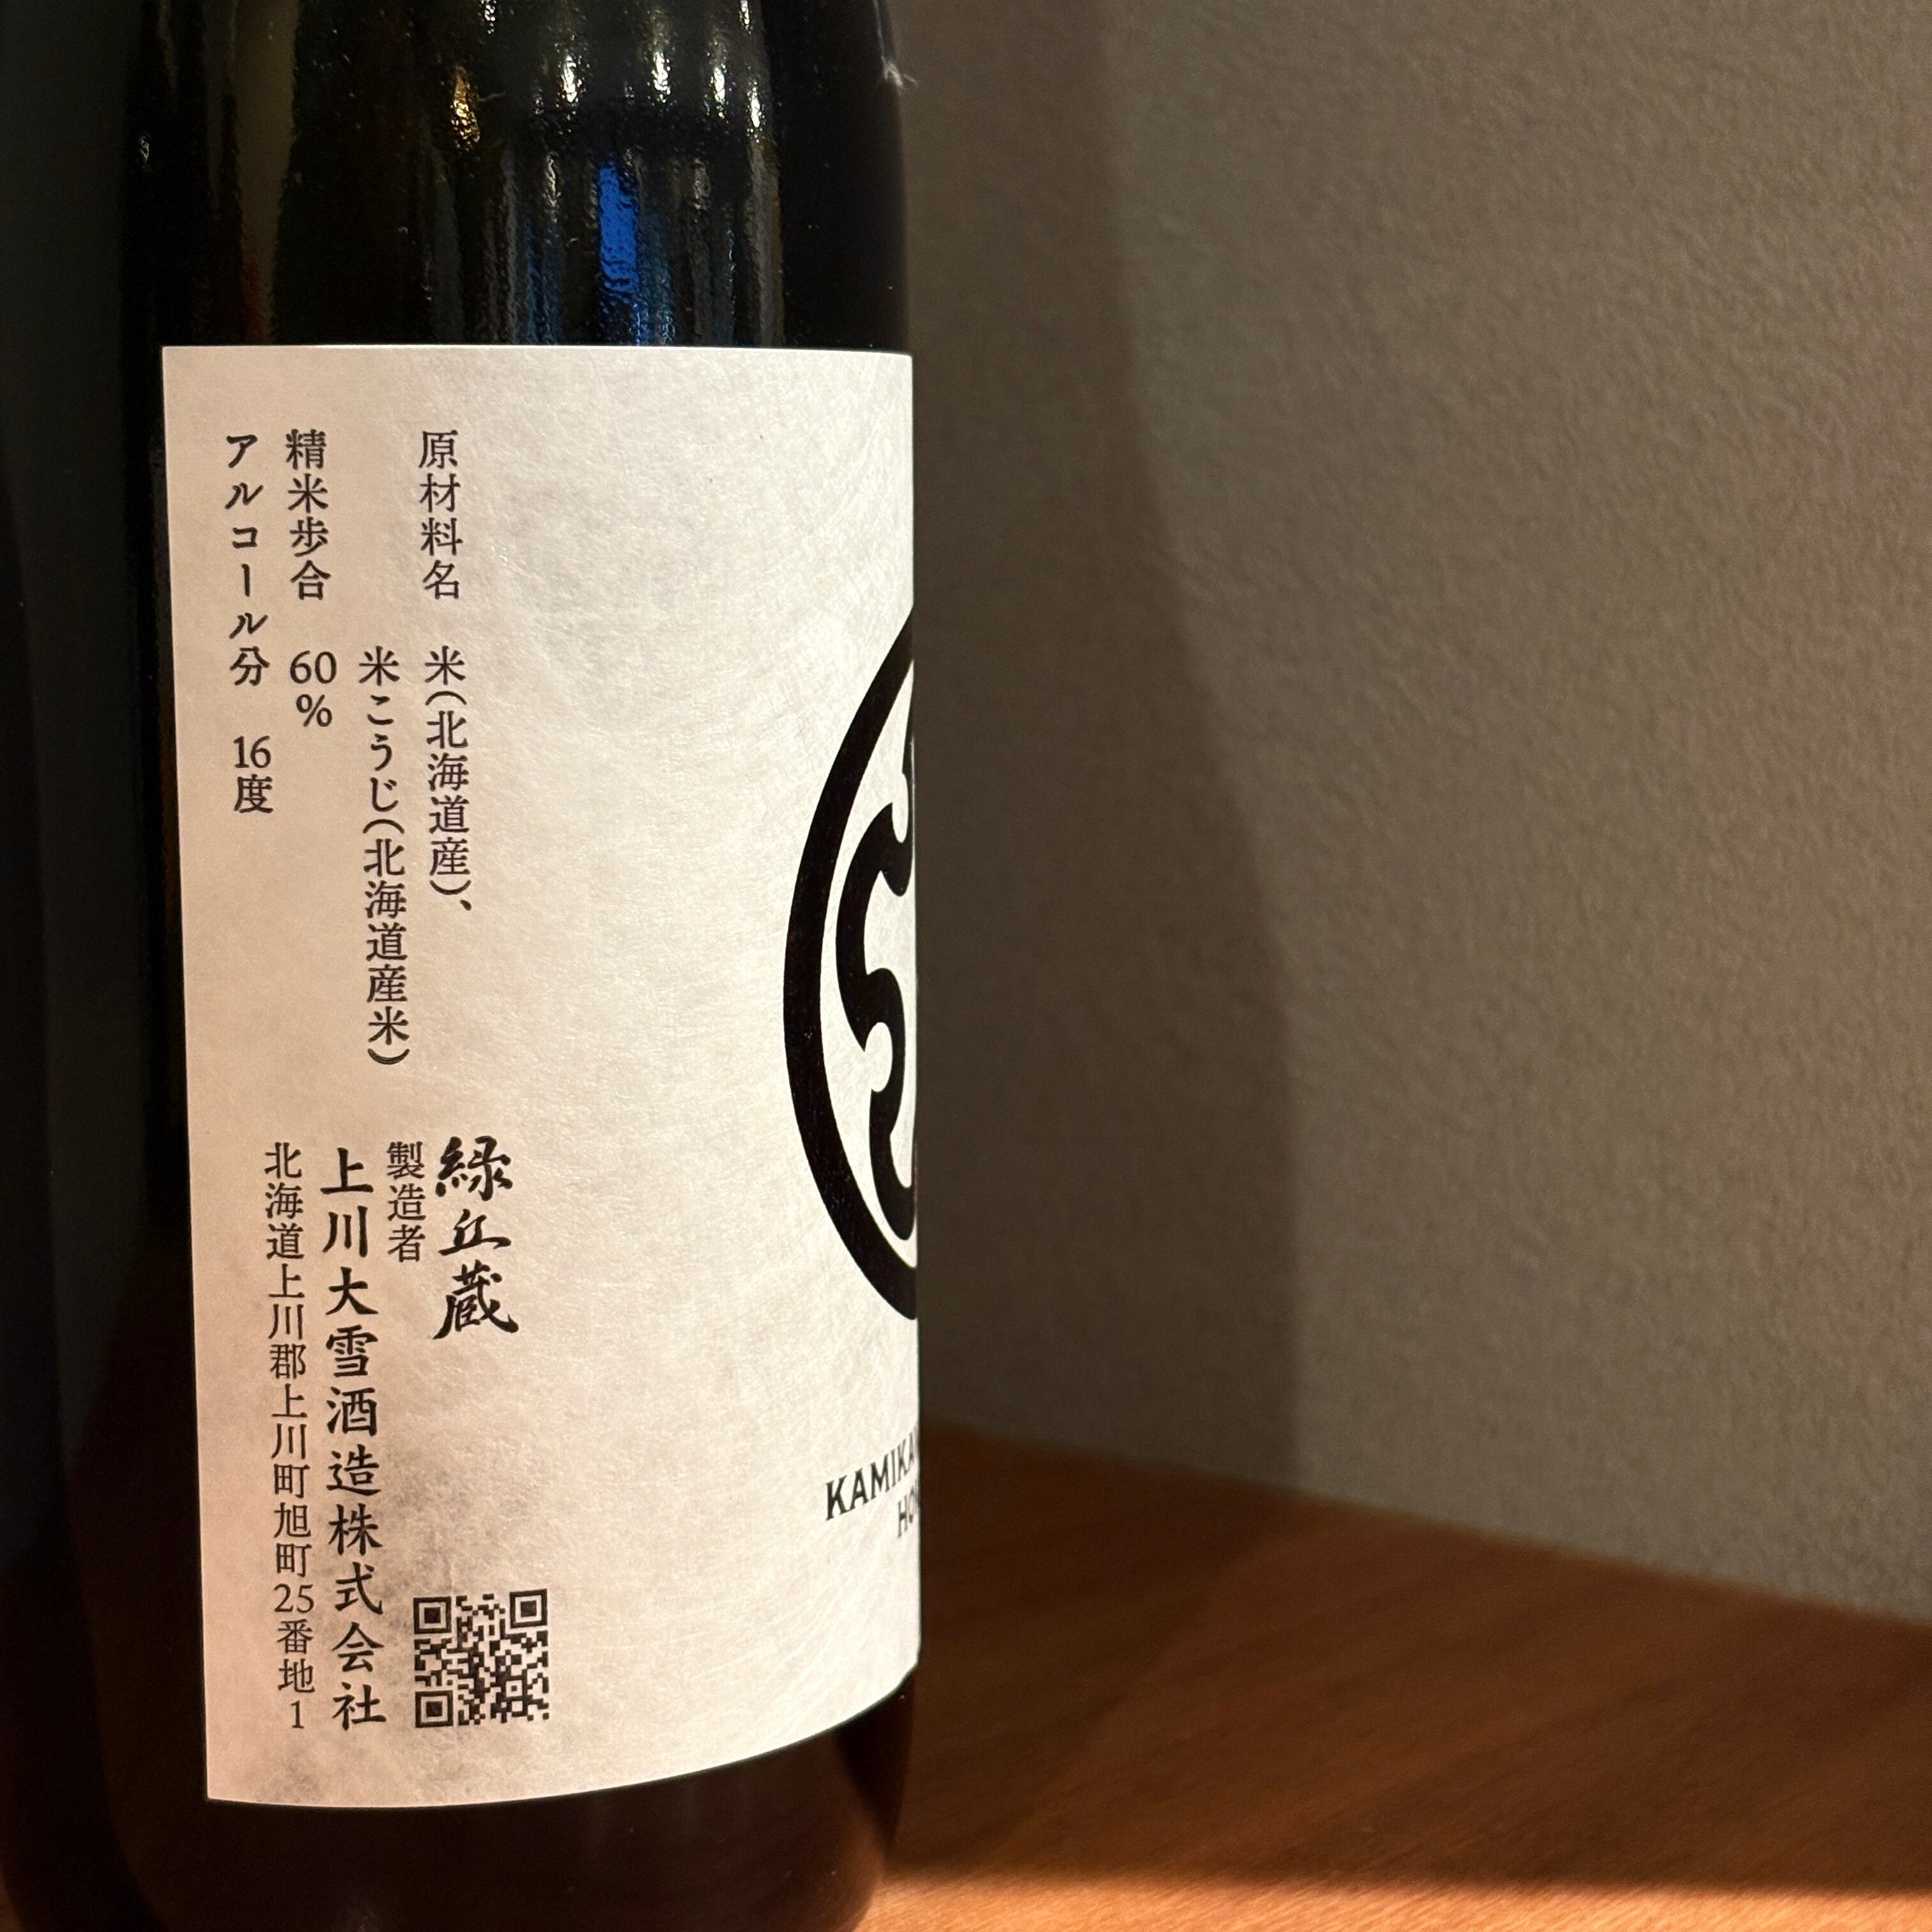 原材料名 米(北海道産)、
米こうじ(北海道産米)
精米歩合 60%
アルコール分 16度
緑丘蔵
製造者
上川大雪酒造株式会社
北海道上川郡上川町旭町25番地1
KAMIKA
HO